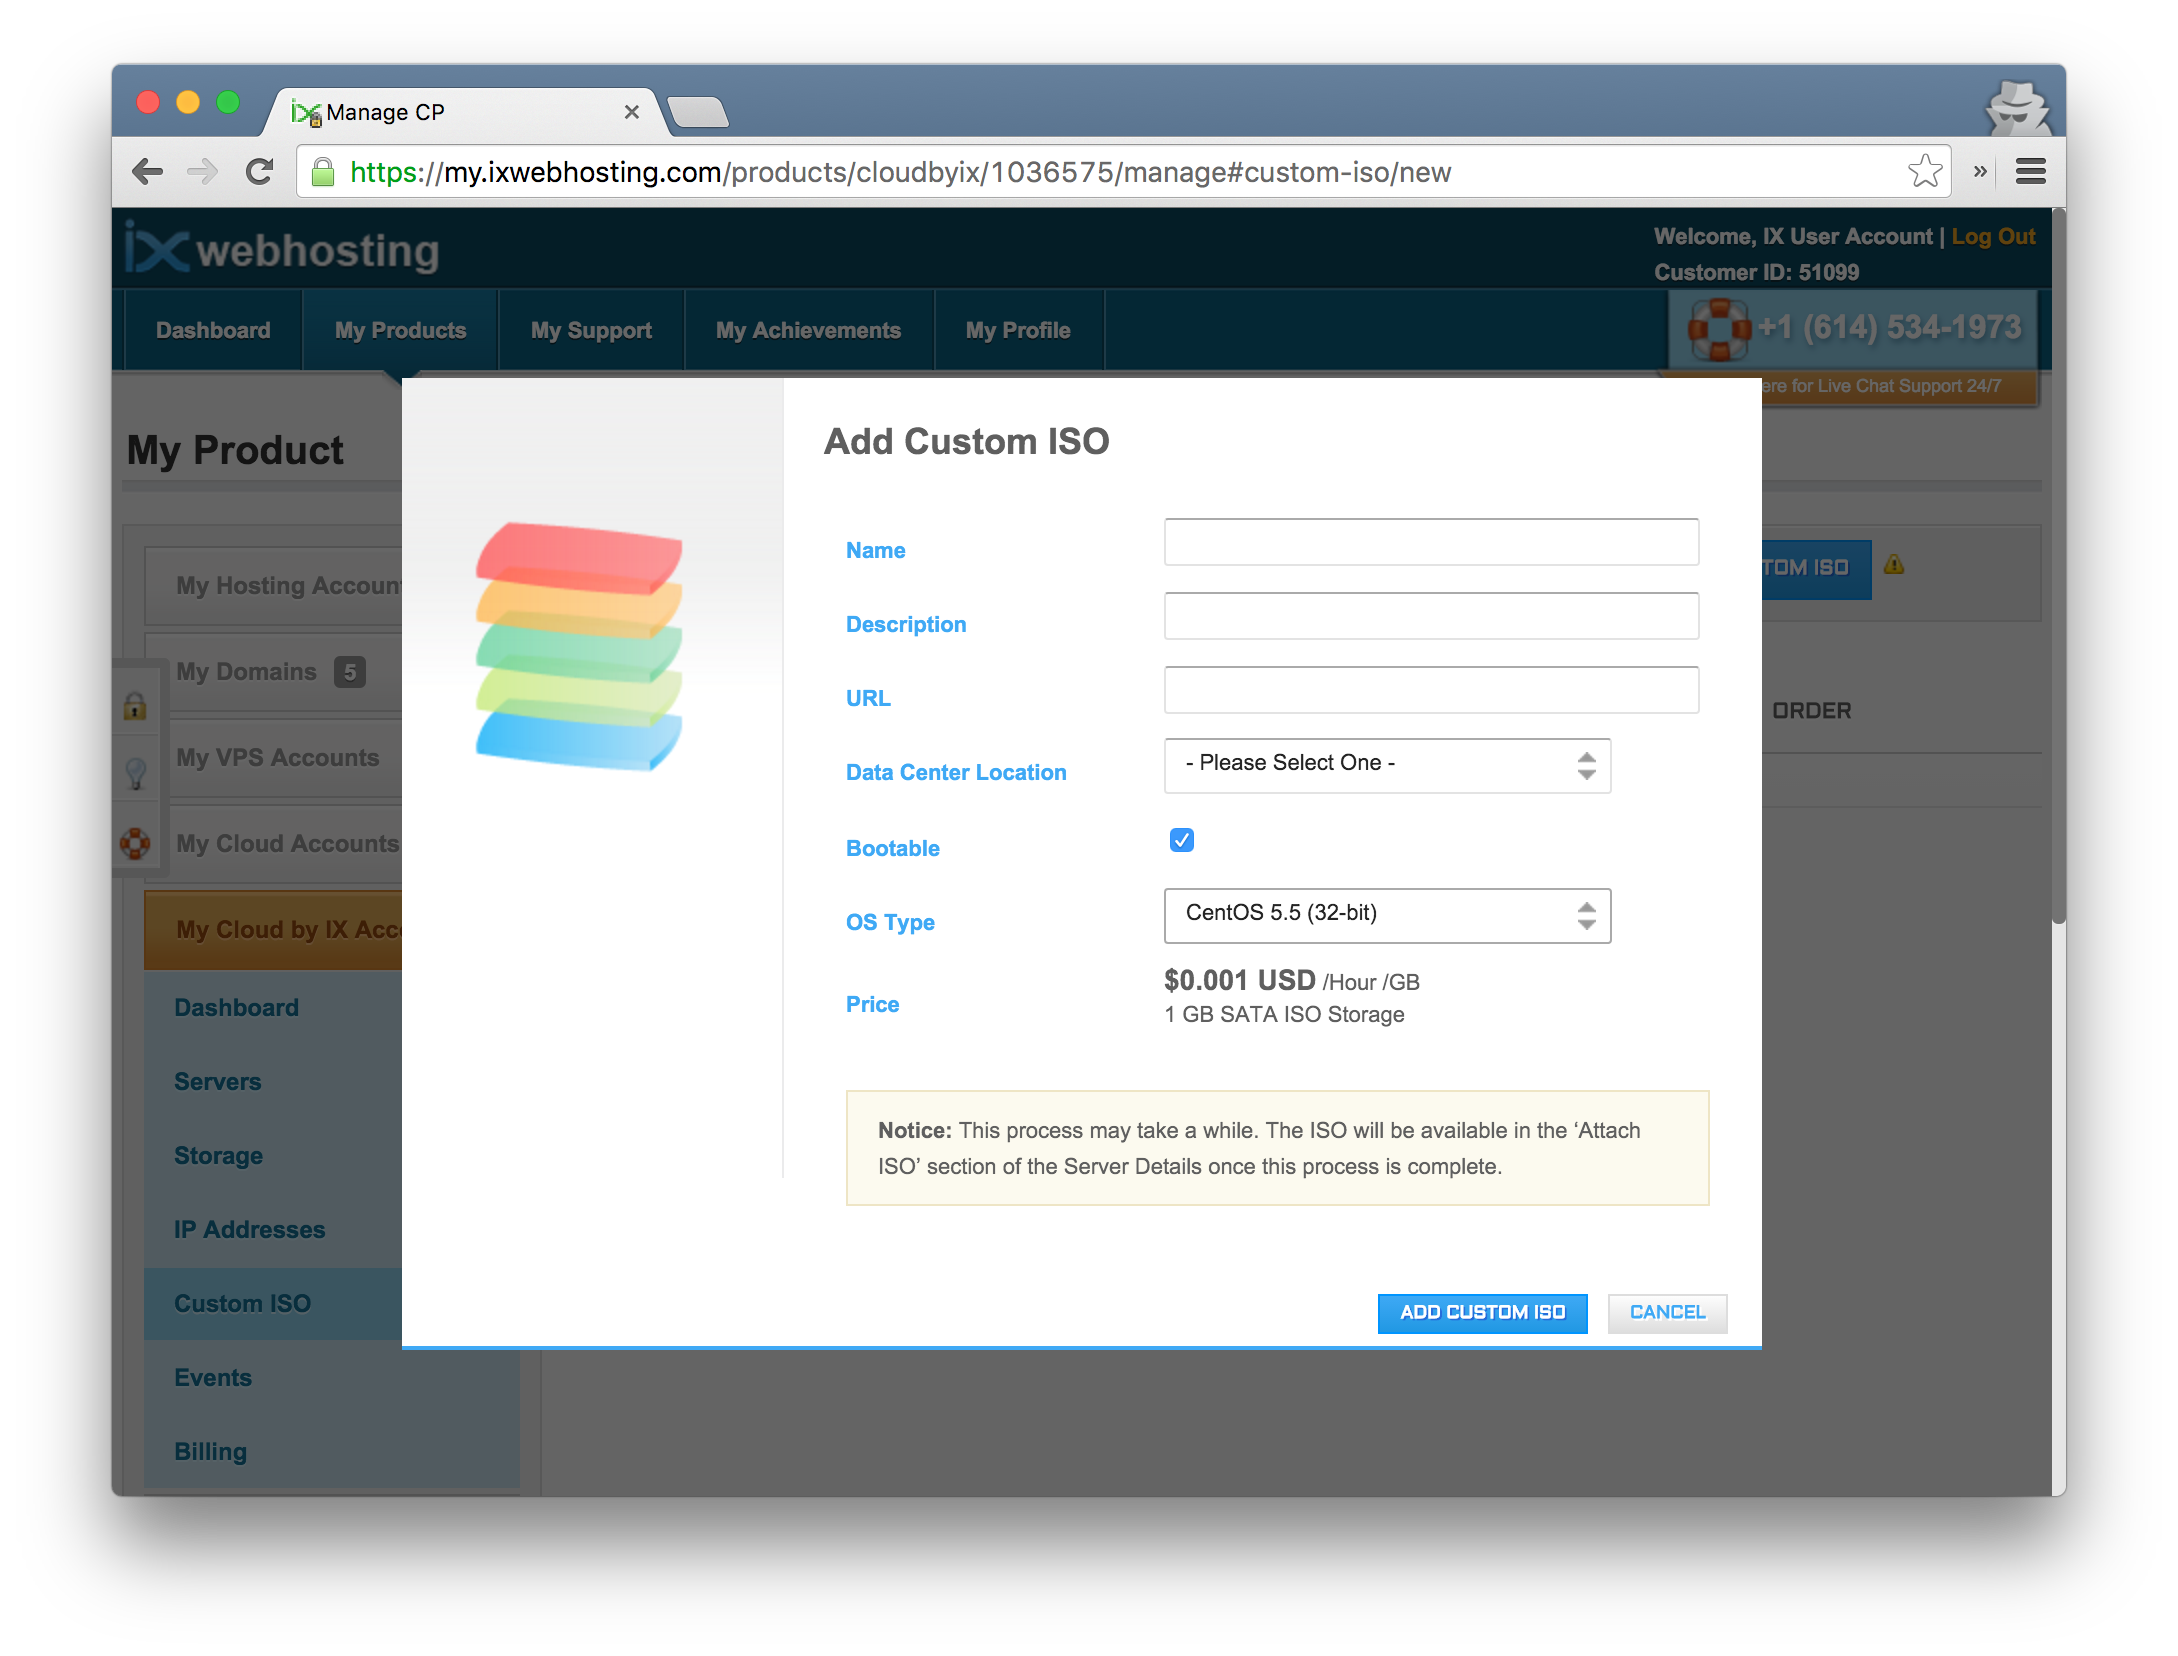 Manage CP
https://my.ixwebhosting.com/products/cloudbyix/1036575/manage#custom-iso/new
ix webhosting
Welcome, IX User Account | Log Out
Customer ID: 51099
Dashboard
My Products
My Support
My Achievements
My Profile
+1 (614) 534-1973
for Live Chat Support 24/7
My Product
My Hosting
My Domains 5
My VPS Accounts
My Cloud Accounts
My Cloud by IX
Dashboard
Servers
Storage
IP Addresses
Custom ISO
Events
Billing
Add Custom ISO
Name
Description
URL
Data Center Location - Please Select One -
Bootable
OS Type CentOS 5.5 (32-bit)
Price $0.001 USD /Hour /GB
1 GB SATA ISO Storage
Notice: This process may take a while. The ISO will be available in the ‘Attach
ISO’ section of the Server Details once this process is complete.
ADD CUSTOM ISO
CANCEL
ISO
ORDER